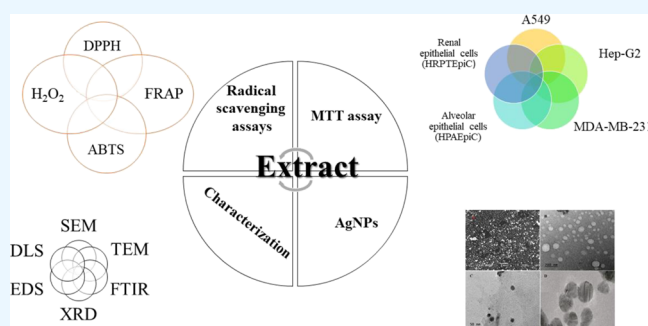 DPPH
H₂O₂
FRAP
ABTS
Radical
scavenging
assays
MTT assay
Extract
Characterization
AgNPs
A549
Renal
epithelial cells
(HRPTEpiC)
Hep-G2
Alveolar
epithelial cells
(HPAEpiC)
MDA-MB-231
SEM
DLS
TEM
EDS
FTIR
XRD